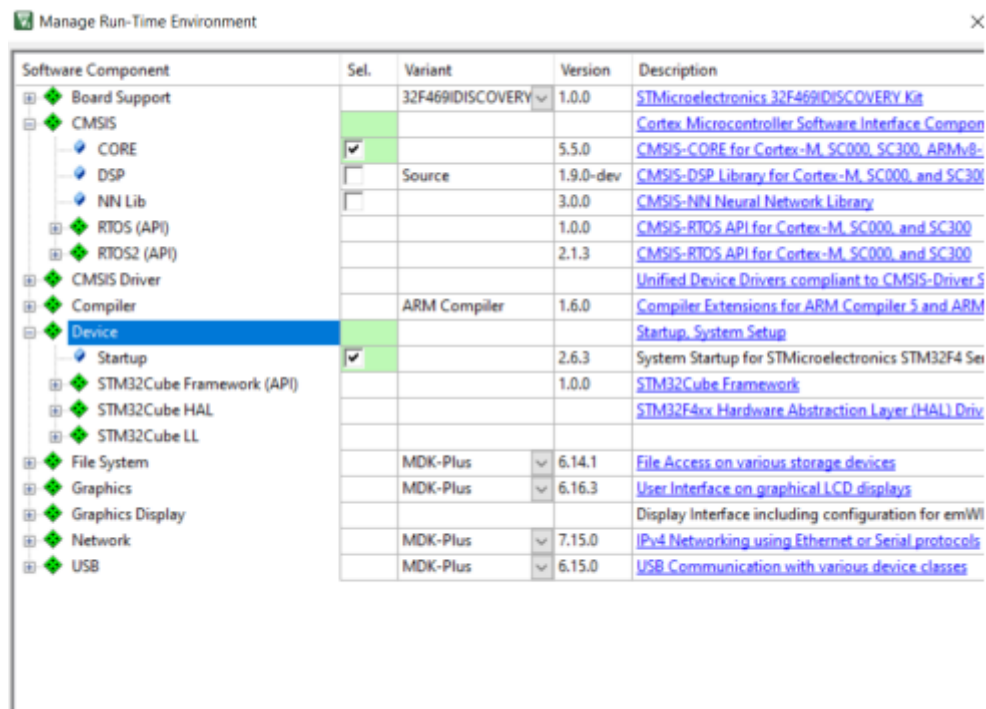 Manage Run-Time Environment
Software Component Sel. Variant Version Description
Board Support 32F469IDISCOVERY 1.0.0 STMicroelectronics 32F469IDISCOVERY Kit
CMSIS Cortex Microcontroller Software Interface Compon
CORE 5.5.0 CMSIS-CORE for Cortex-M, SC000, SC300, ARMv8-
DSP Source 1.9.0-dev CMSIS-DSP Library for Cortex-M, SC000, and SC300
NN Lib 3.0.0 CMSIS-NN Neural Network Library
RTOS (API) 1.0.0 CMSIS-RTOS API for Cortex-M, SC000, and SC300
RTOS2 (API) 2.1.3 CMSIS-RTOS API for Cortex-M, SC000, and SC300
CMSIS Driver Unified Device Drivers compliant to CMSIS-Driver S
Compiler ARM Compiler 1.6.0 Compiler Extensions for ARM Compiler 5 and ARM
Device Startup, System Setup
Startup 2.6.3 System Startup for STMicroelectronics STM32F4 Ser
STM32Cube Framework (API) 1.0.0 STM32Cube Framework
STM32Cube HAL STM32F4xx Hardware Abstraction Layer (HAL) Driv
STM32Cube LL
File System MDK-Plus 6.14.1 File Access on various storage devices
Graphics MDK-Plus 6.16.3 User Interface on graphical LCD displays
Graphics Display Display Interface including configuration for emWI
Network MDK-Plus 7.15.0 IPv4 Networking using Ethernet or Serial protocols
USB MDK-Plus 6.15.0 USB Communication with various device classes